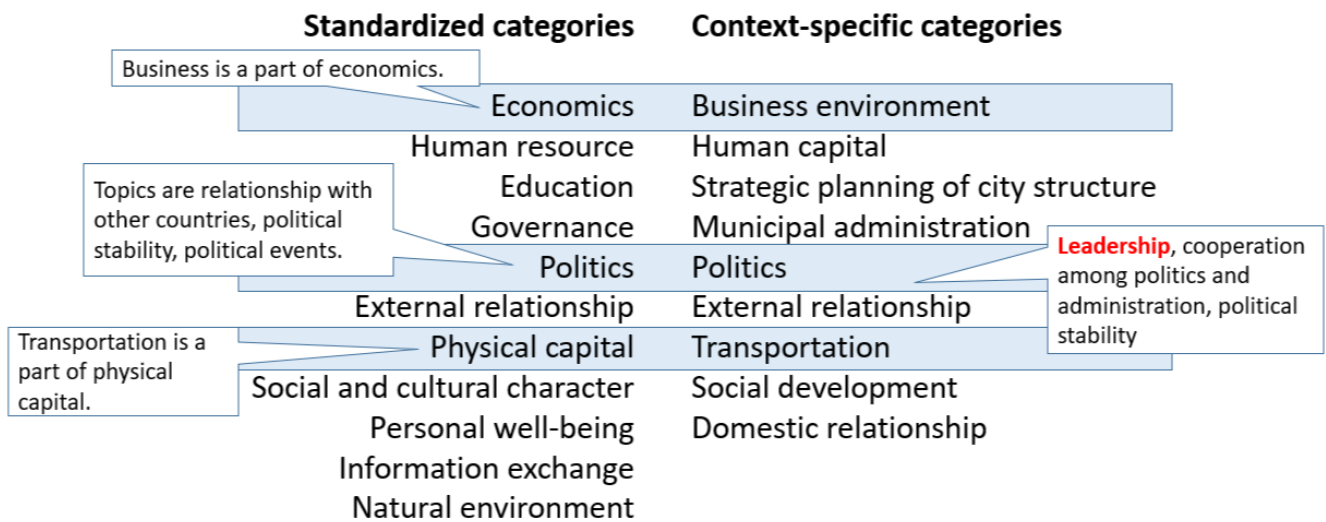 Standardized categories Context-specific categories
Business is a part of economics.
Economics Business environment
Human resource Human capital
Education Strategic planning of city structure
Governance Municipal administration
Topics are relationship with
other countries, political
stability, political events.
Politics Politics
Leadership, cooperation
among politics and
administration, political
stability
External relationship External relationship
Transportation is a
part of physical
capital.
Physical capital Transportation
Social and cultural character Social development
Personal well-being Domestic relationship
Information exchange
Natural environment